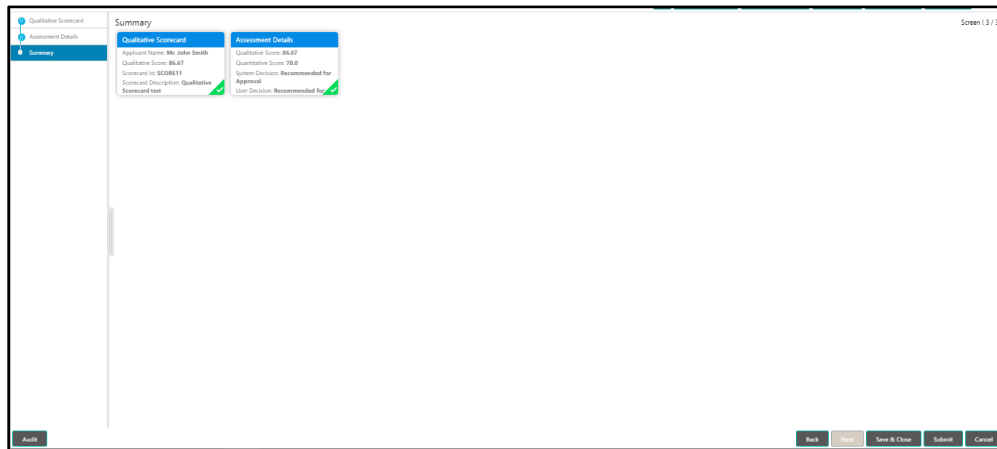 Qualitative Scorecard
Assessment Details
Summary
Summary
Screen ( 3 / 3
Qualitative Scorecard
Applicant Name: Mr. John Smith
Qualitative Score: 86.67
Scorecard Id: SCORE11
Scorecard Description: Qualitative
Scorecard test
Assessment Details
Qualitative Score: 86.67
Quantitative Score: 70.0
System Decision: Recommended for
Approval
User Decision: Recommended for
Audit
Back
Next
Save & Close
Submit
Cancel